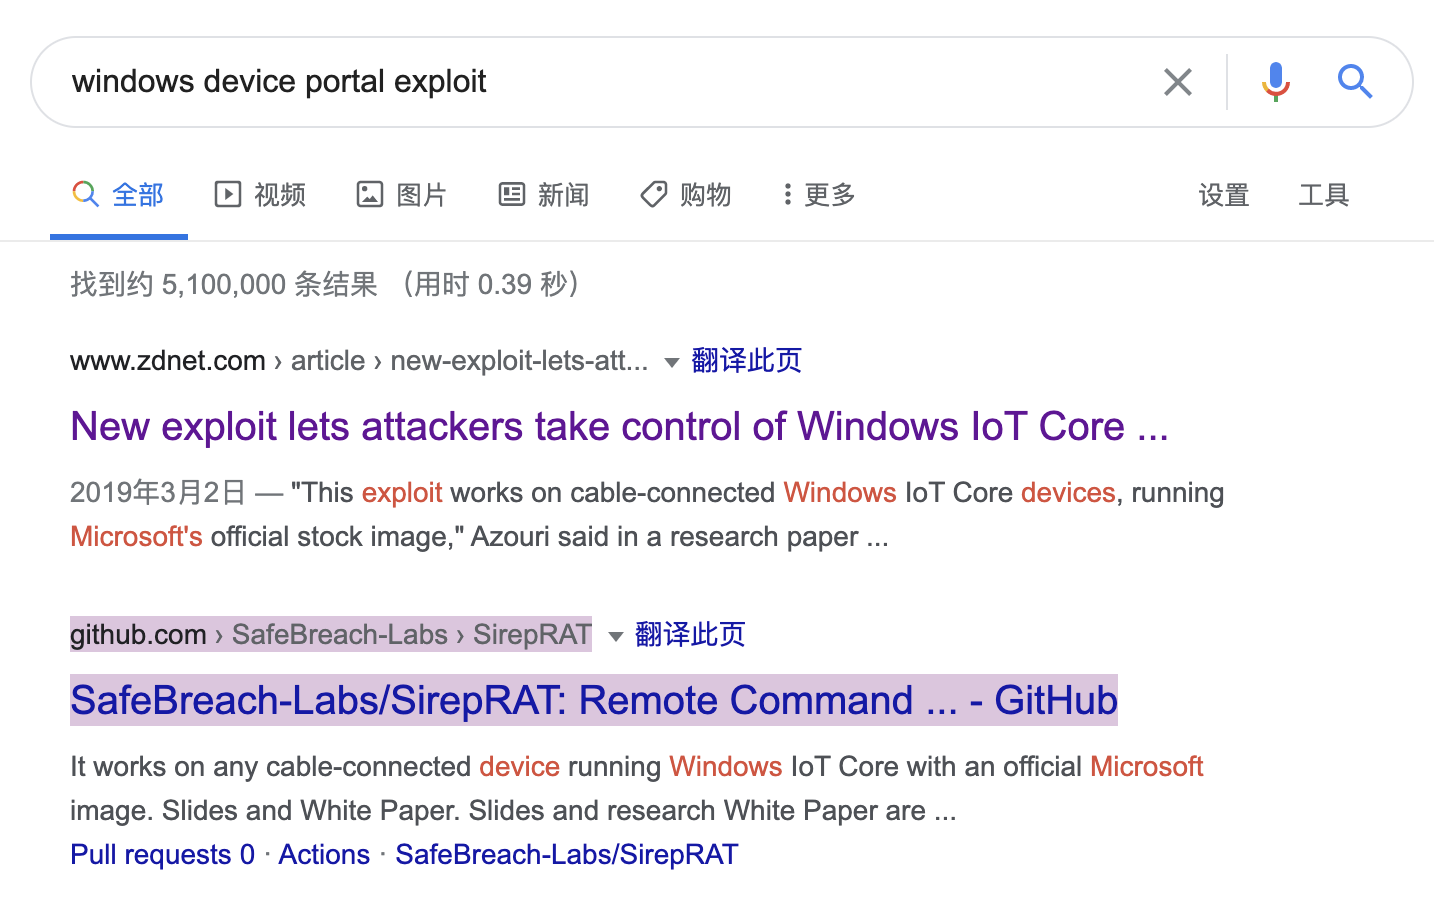 windows device portal exploit
全部 视频 图片 新闻 购物 更多 设置 工具
找到约 5,100,000 条结果 （用时 0.39 秒）
www.zdnet.com › article › new-exploit-lets-att... 翻译此页
New exploit lets attackers take control of Windows IoT Core ...
2019年3月2日 — "This exploit works on cable-connected Windows IoT Core devices, running
Microsoft's official stock image," Azouri said in a research paper ...
github.com › SafeBreach-Labs › SirepRAT 翻译此页
SafeBreach-Labs/SirepRAT: Remote Command ... - GitHub
It works on any cable-connected device running Windows IoT Core with an official Microsoft
image. Slides and White Paper. Slides and research White Paper are ...
Pull requests 0 · Actions · SafeBreach-Labs/SirepRAT